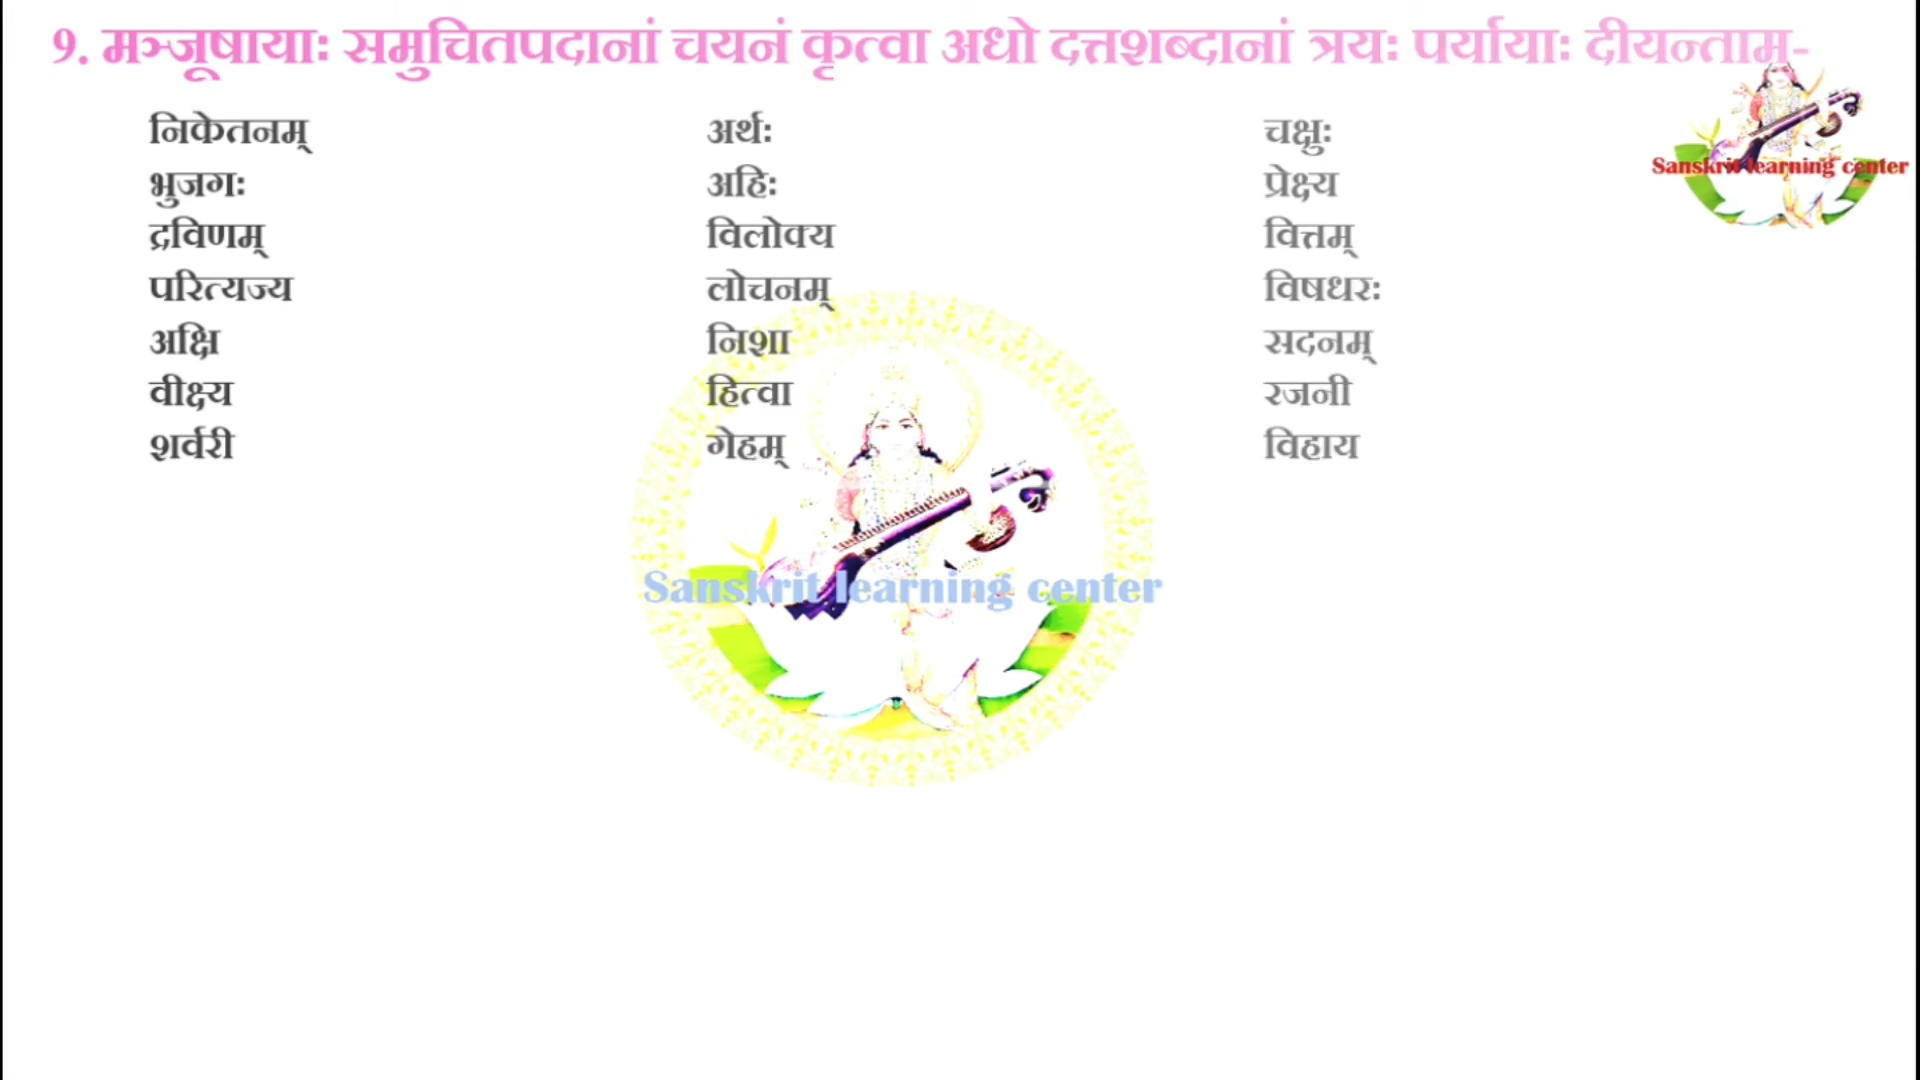 9. मञ्जूषायाः समुचितपदानां चयनं कृत्वा अधो दत्तशब्दानां त्रयः पर्यायाः दीयन्ताम-
निकेतनम् अर्थः चक्षुः
भुजगः अहिः प्रेक्ष्य
द्रविणम् विलोक्य वित्तम्
परित्यज्य लोचनम् विषधरः
अक्षि निशा सदनम्
वीक्ष्य हित्वा रजनी
शर्वरी गेहम् विहाय
Sanskrit learning center
Sanskrit learning center